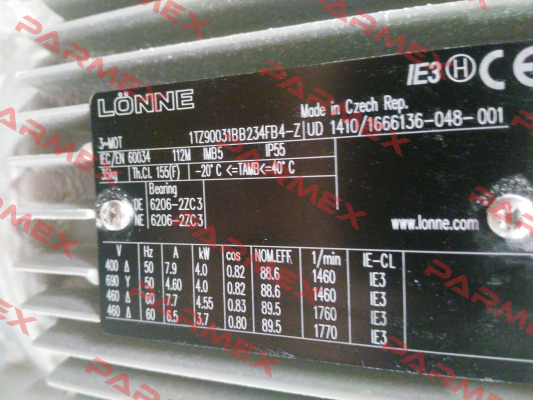 LÖNNE
IE3 H CE
Made in Czech Rep.
3~MOT 1TZ90031BB234FB4-Z UD 1410/1666136-048-001
IEC/EN 60034 112M IMB5 IP55
35kg Th.CL 155(F) -20°C <=TAMB<=40°C
Bearing
DE 6206-2ZC3
NE 6206-2ZC3
www.lonne.com
V Hz A kW cos NOM.EFF 1/min IE-CL
400 Δ 50 7.9 4.0 0.82 88.6 1460 IE3
690 Y 50 4.60 4.0 0.82 88.6 1460 IE3
460 Δ 60 7.7 4.55 0.83 89.5 1760 IE3
460 Δ 60 6.5 3.7 0.80 89.5 1770 IE3
PARMEX